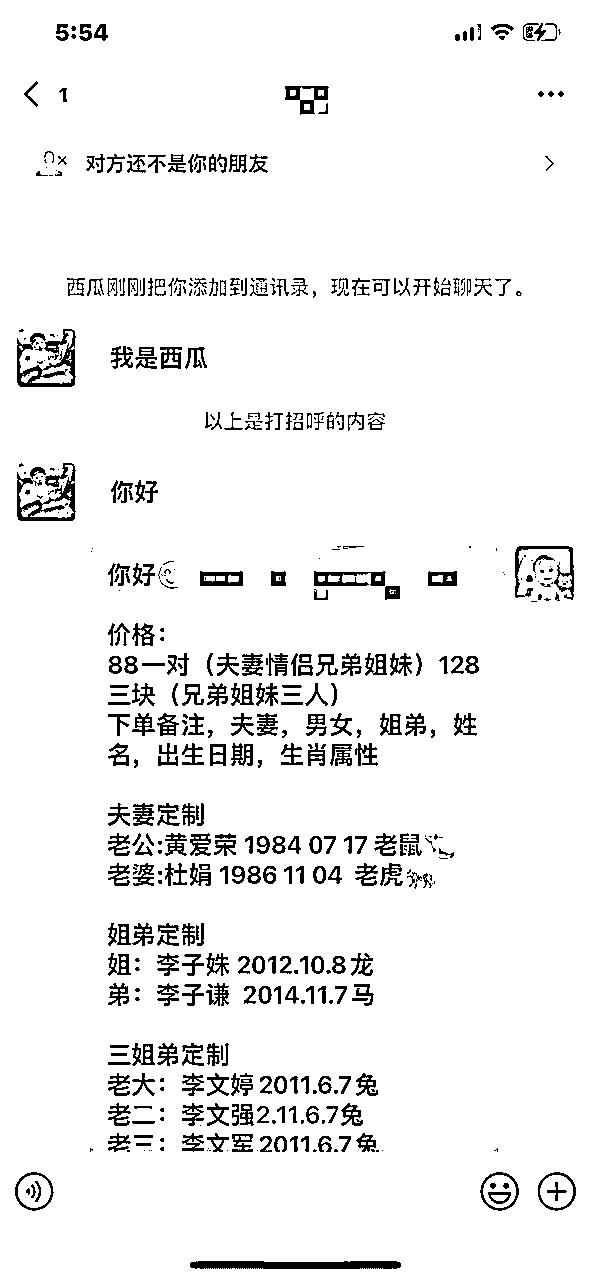 5:54
1
对方还不是你的朋友
西瓜刚刚把你添加到通讯录，现在可以开始聊天了。
我是西瓜
以上是打招呼的内容
你好
你好
价格：
88一对（夫妻情侣兄弟姐妹）128
三块（兄弟姐妹三人）
下单备注，夫妻，男女，姐弟，姓
名，出生日期，生肖属性
夫妻定制
老公:黄爱荣 1984 07 17 老鼠
老婆:杜娟 1986 11 04 老虎
姐弟定制
姐：李子姝 2012.10.8龙
弟：李子谦 2014.11.7马
三姐弟定制
老大：李文婷2011.6.7兔
老二：李文强2.11.6.7兔
老三：李文军2011.6.7兔